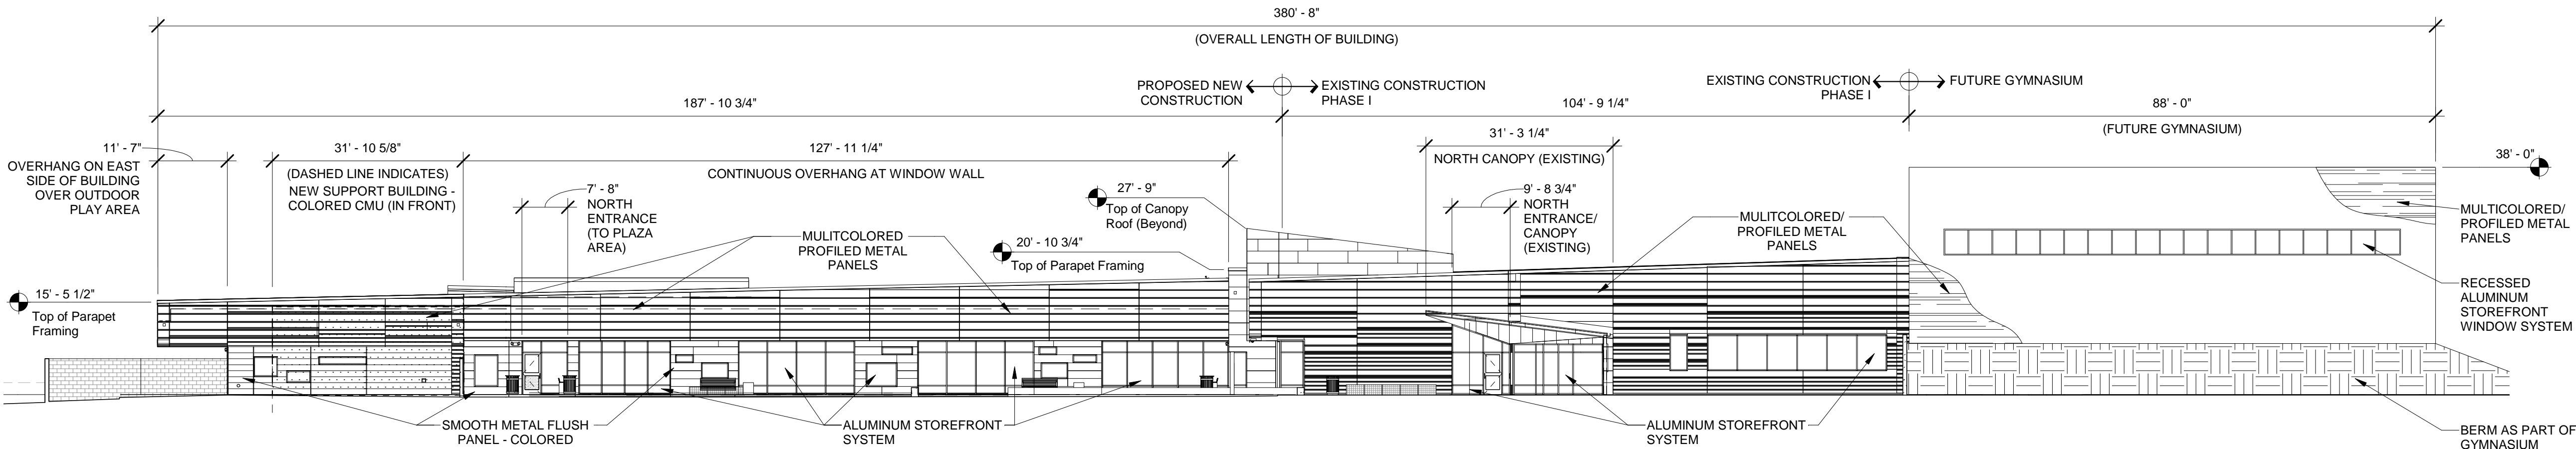 380' - 8"
(OVERALL LENGTH OF BUILDING)
PROPOSED NEW
CONSTRUCTION
EXISTING CONSTRUCTION
PHASE I
EXISTING CONSTRUCTION
PHASE I
FUTURE GYMNASIUM
187' - 10 3/4"
104' - 9 1/4"
88' - 0"
(FUTURE GYMNASIUM)
11' - 7"
OVERHANG ON EAST
SIDE OF BUILDING
OVER OUTDOOR
PLAY AREA
31' - 10 5/8"
(DASHED LINE INDICATES)
NEW SUPPORT BUILDING -
COLORED CMU (IN FRONT)
127' - 11 1/4"
CONTINUOUS OVERHANG AT WINDOW WALL
31' - 3 1/4"
NORTH CANOPY (EXISTING)
38' - 0"
7' - 8"
NORTH
ENTRANCE
(TO PLAZA
AREA)
27' - 9"
Top of Canopy
Roof (Beyond)
9' - 8 3/4"
NORTH
ENTRANCE/
CANOPY
(EXISTING)
MULITCOLORED
PROFILED METAL
PANELS
20' - 10 3/4"
Top of Parapet Framing
MULITCOLORED/
PROFILED METAL
PANELS
MULTICOLORED/
PROFILED METAL
PANELS
15' - 5 1/2"
Top of Parapet
Framing
RECESSED
ALUMINUM
STOREFRONT
WINDOW SYSTEM
SMOOTH METAL FLUSH
PANEL - COLORED
ALUMINUM STOREFRONT
SYSTEM
ALUMINUM STOREFRONT
SYSTEM
BERM AS PART OF
GYMNASIUM